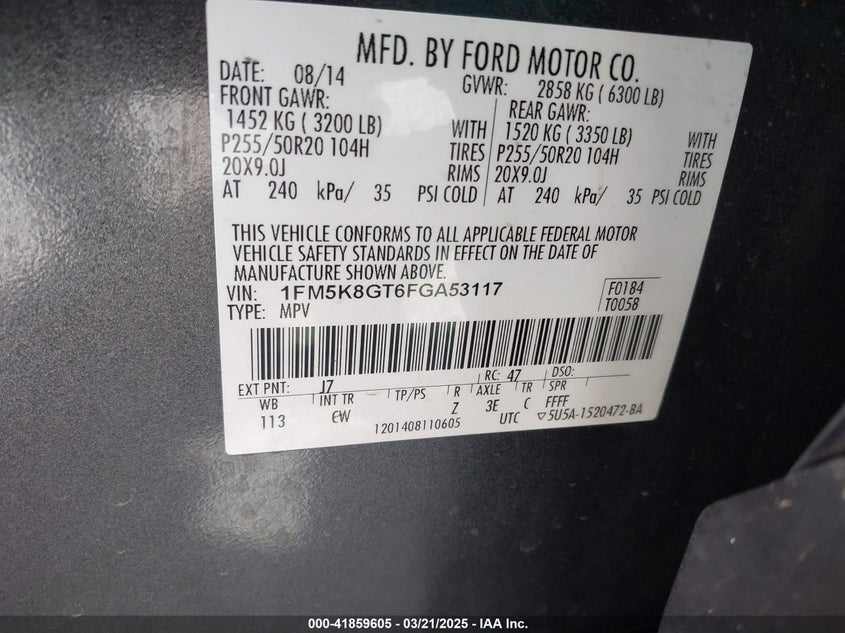 MFD. BY FORD MOTOR CO.
DATE: 08/14 GVWR: 2858 KG ( 6300 LB)
FRONT GAWR: REAR GAWR:
1452 KG ( 3200 LB) WITH 1520 KG ( 3350 LB) WITH
P255/50R20 104H TIRES P255/50R20 104H TIRES
20X9.0J RIMS 20X9.0J RIMS
AT 240 kPa/ 35 PSI COLD AT 240 kPa/ 35 PSI COLD
THIS VEHICLE CONFORMS TO ALL APPLICABLE FEDERAL MOTOR
VEHICLE SAFETY STANDARDS IN EFFECT ON THE DATE OF
MANUFACTURE SHOWN ABOVE.
VIN: 1FM5K8GT6FGA53117 F0184
TYPE: MPV T0058
EXT PNT: J7 RC: 47 DSO:
WB INT TR TP/PS R AXLE TR SPR
113 EW Z 3E C FFFF
1201408110605 UTC ▽5U5A-1520472-BA
000-41859605 / 03/21/2025 - IAA Inc.